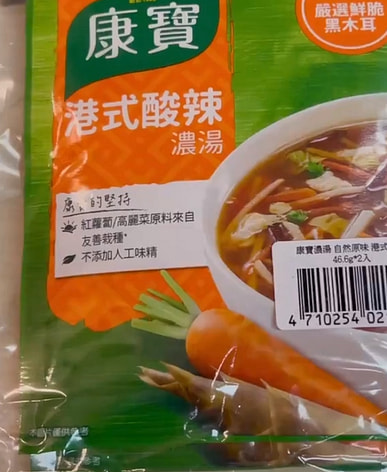 康寶
嚴選鮮脆
黑木耳
港式酸辣
濃湯
的堅持
紅蘿蔔/高麗菜原料來自
友善栽種*
不添加人工味精
康寶濃湯 自然原味 港式
46.6g*2入
4 710254 02